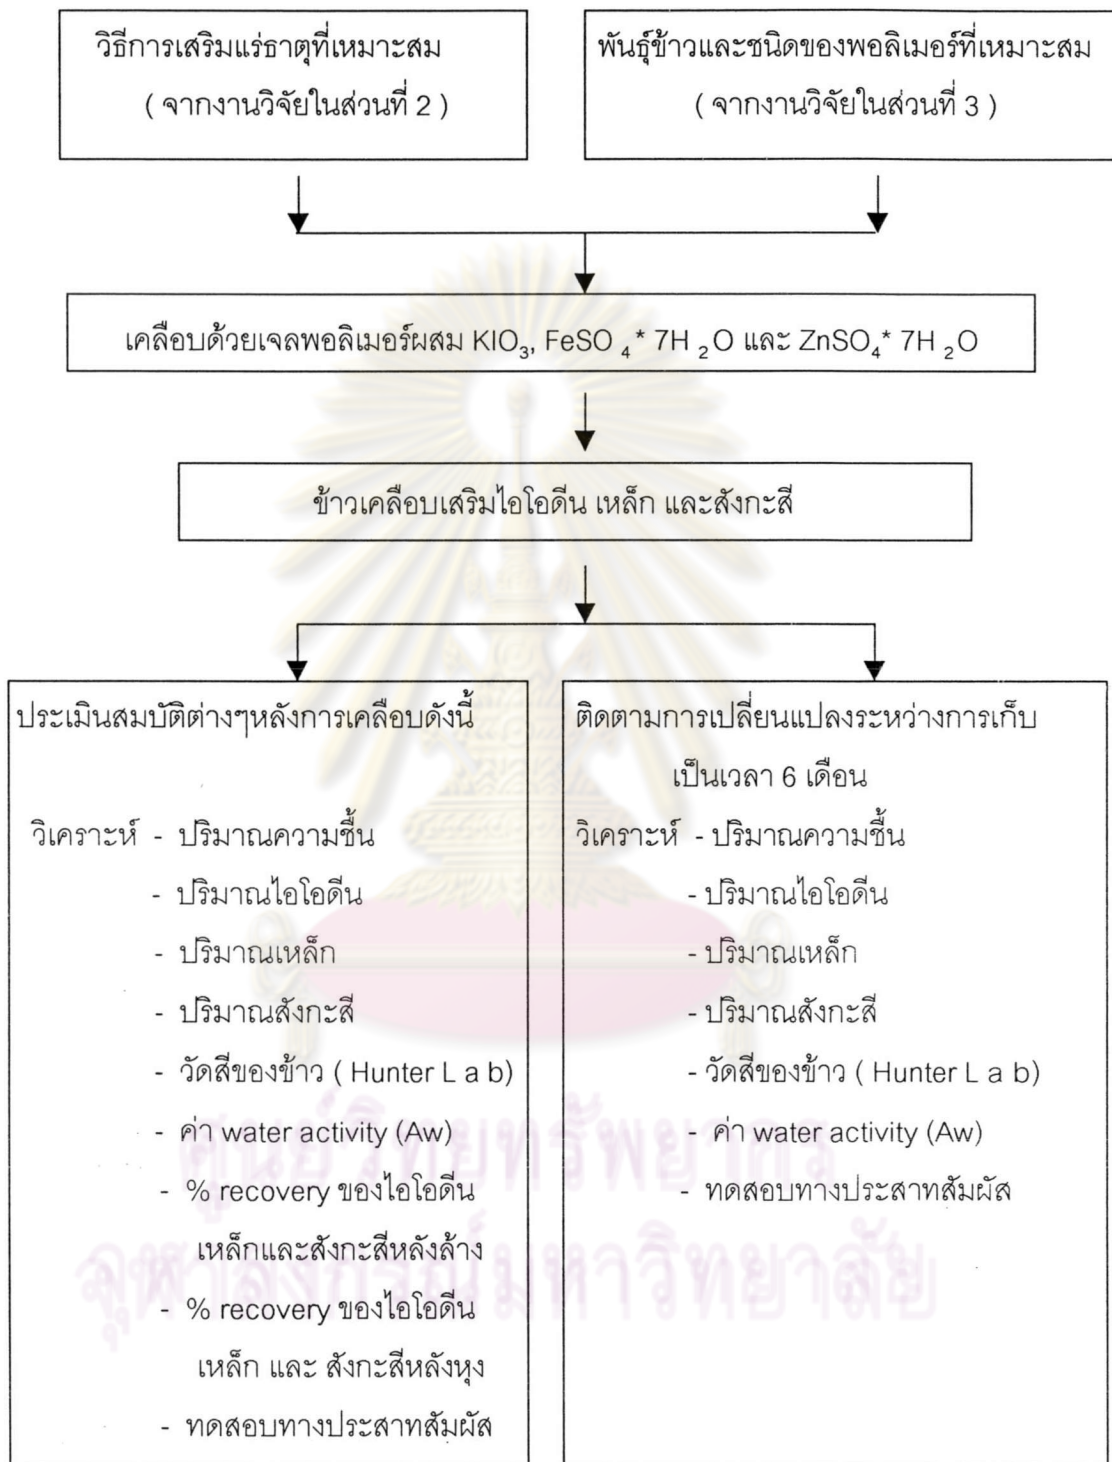 วิธีการเสริมแร่ธาตุที่เหมาะสม
( จากงานวิจัยในส่วนที่ 2 )
พันธุ์ข้าวและชนิดของพอลิเมอร์ที่เหมาะสม
( จากงานวิจัยในส่วนที่ 3 )
เคลือบด้วยเจลพอลิเมอร์ผสม KIO₃, FeSO ₄* 7H ₂O และ ZnSO₄* 7H ₂O
ข้าวเคลือบเสริมไอโอดีน เหล็ก และสังกะสี
ประเมินสมบัติต่างๆหลังการเคลือบดังนี้
วิเคราะห์ - ปริมาณความชื้น
- ปริมาณไอโอดีน
- ปริมาณเหล็ก
- ปริมาณสังกะสี
- วัดสีของข้าว ( Hunter L a b)
- ค่า water activity (Aw)
- % recovery ของไอโอดีน
เหล็กและสังกะสีหลังล้าง
- % recovery ของไอโอดีน
เหล็ก และ สังกะสีหลังหุง
- ทดสอบทางประสาทสัมผัส
ติดตามการเปลี่ยนแปลงระหว่างการเก็บ
เป็นเวลา 6 เดือน
วิเคราะห์ - ปริมาณความชื้น
- ปริมาณไอโอดีน
- ปริมาณเหล็ก
- ปริมาณสังกะสี
- วัดสีของข้าว ( Hunter L a b)
- ค่า water activity (Aw)
- ทดสอบทางประสาทสัมผัส
ศูนย์วิทยทรัพยากร
จุฬาลงกรณ์มหาวิทยาลัย